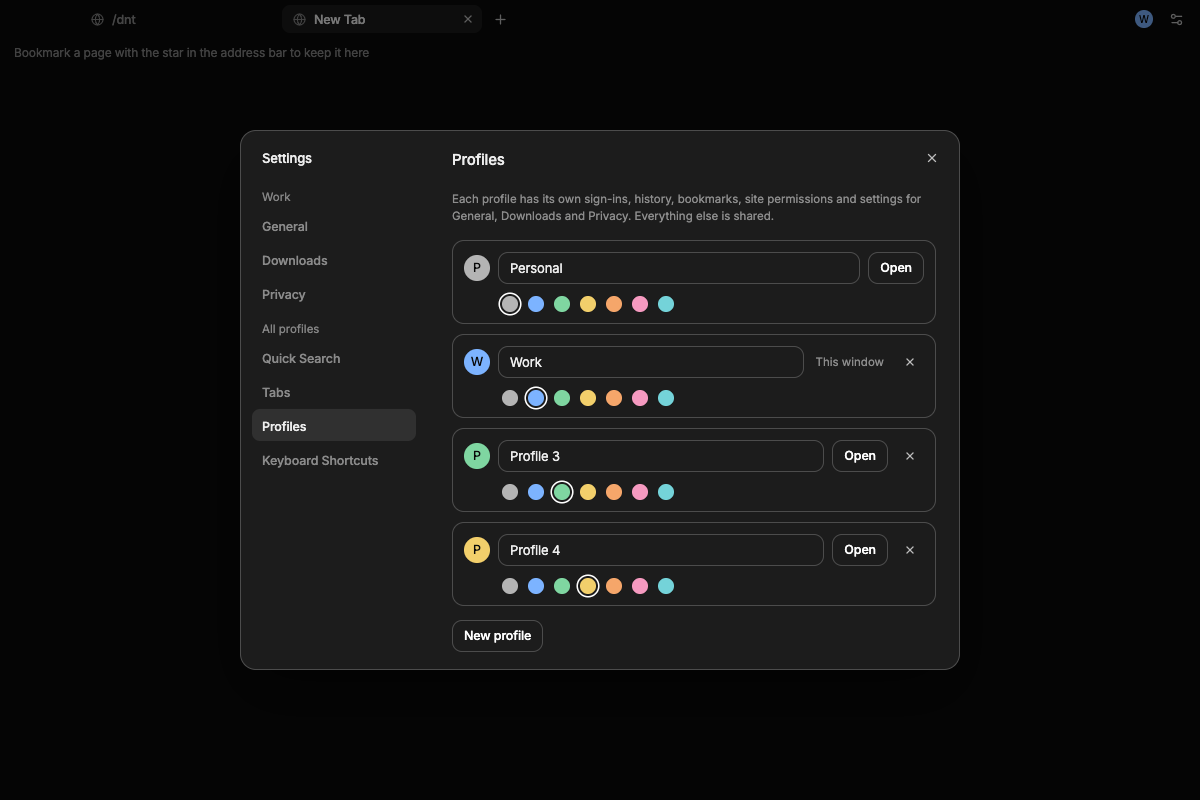 /dnt
New Tab
W
Bookmark a page with the star in the address bar to keep it here
Settings
Work
General
Downloads
Privacy
All profiles
Quick Search
Tabs
Profiles
Keyboard Shortcuts
Profiles
Each profile has its own sign-ins, history, bookmarks, site permissions and settings for
General, Downloads and Privacy. Everything else is shared.
P Personal Open
W Work This window
P Profile 3 Open
P Profile 4 Open
New profile